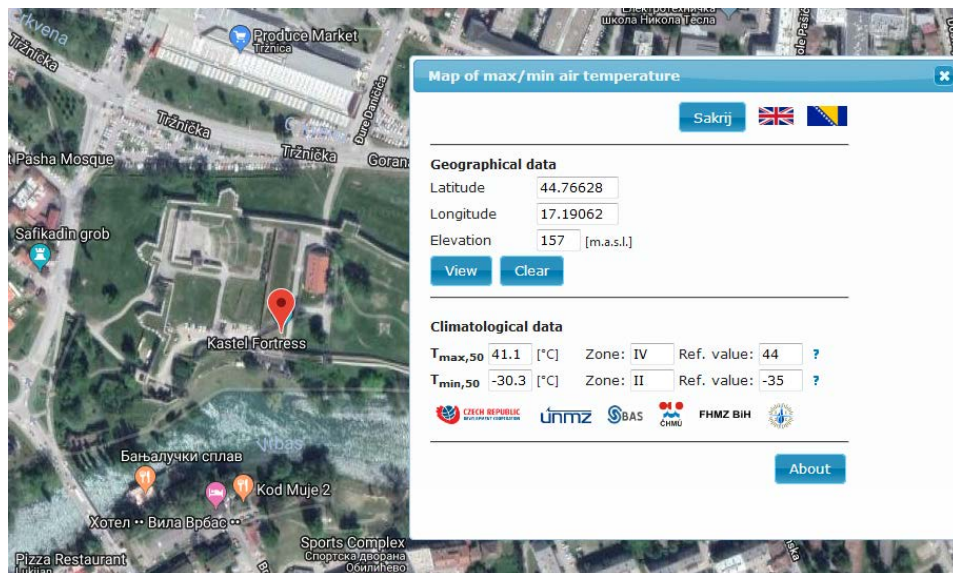 Електротехничка
школа Никола Тесла
Produce Market
Tržnica
Tržnička
Đure Daničića
Tržnička
Tržnička
Goran
t Pasha Mosque
Safikadin grob
Kastel Fortress
Vrbas
Бањалучки сплав
Kod Muje 2
Хотел •• Вила Врбас ••
Sports Complex
Спортска дворана
Обилићево
Pizza Restaurant
Map of max/min air temperature
Sakrij
Geographical data
Latitude 44.76628
Longitude 17.19062
Elevation 157 [m.a.s.l.]
View Clear
Climatological data
Tmax,50 41.1 [°C] Zone: IV Ref. value: 44 ?
Tmin,50 -30.3 [°C] Zone: II Ref. value: -35 ?
CZECH REPUBLIC
DEVELOPMENT COOPERATION
únmz
BAS
ČHMÚ
FHMZ BiH
About